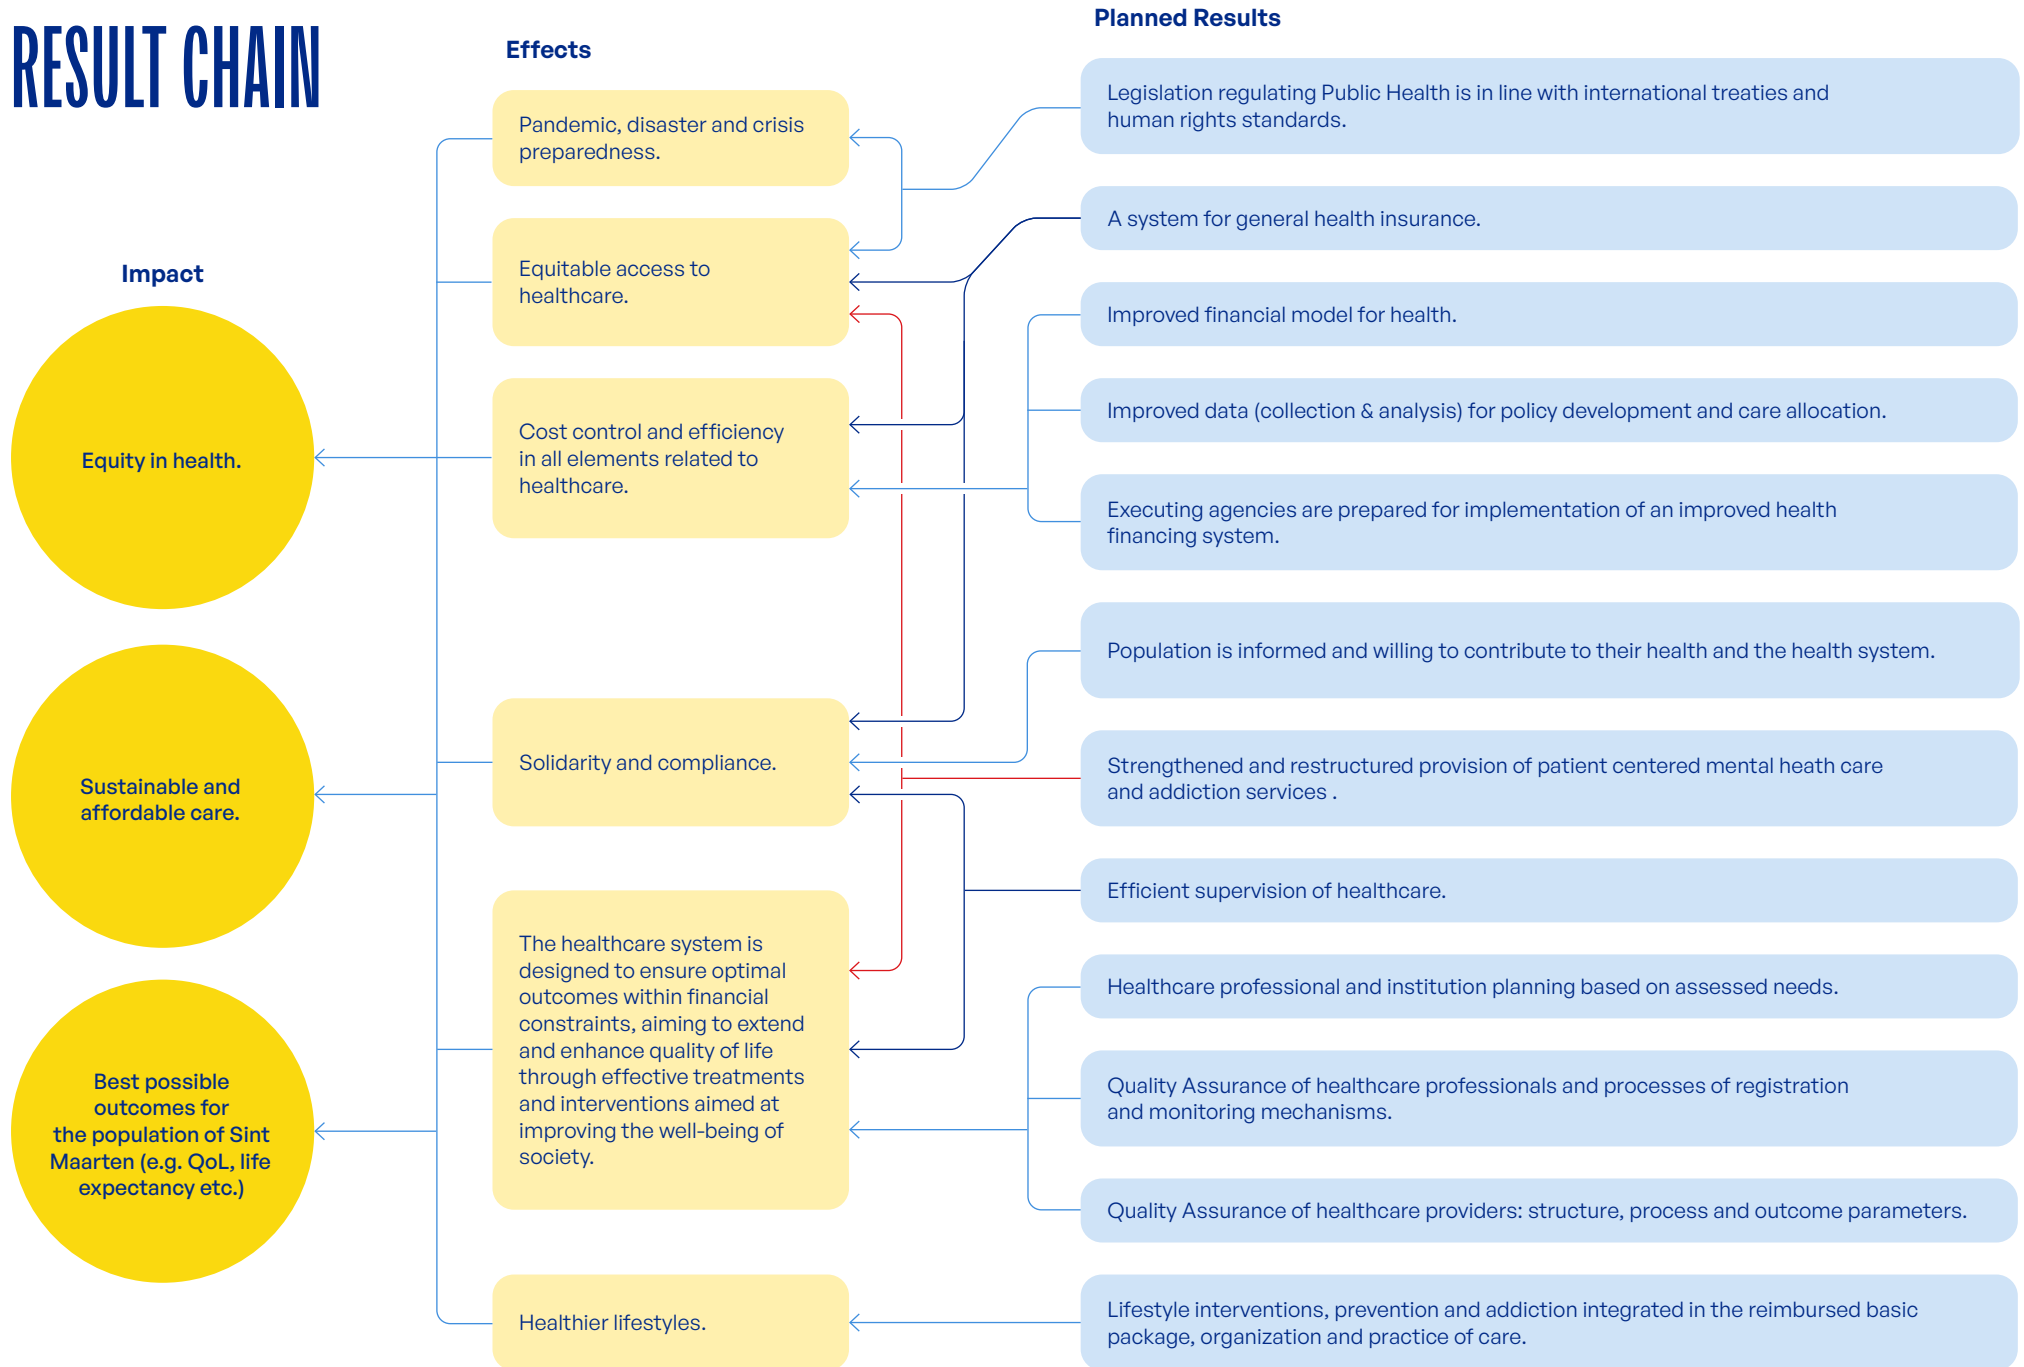 RESULT CHAIN
Impact
Equity in health.
Sustainable and
affordable care.
Best possible
outcomes for
the population of Sint
Maarten (e.g. QoL, life
expectancy etc.)
Effects
Pandemic, disaster and crisis
preparedness.
Equitable access to
healthcare.
Cost control and efficiency
in all elements related to
healthcare.
Solidarity and compliance.
The healthcare system is
designed to ensure optimal
outcomes within financial
constraints, aiming to extend
and enhance quality of life
through effective treatments
and interventions aimed at
improving the well-being of
society.
Healthier lifestyles.
Planned Results
Legislation regulating Public Health is in line with international treaties and
human rights standards.
A system for general health insurance.
Improved financial model for health.
Improved data (collection & analysis) for policy development and care allocation.
Executing agencies are prepared for implementation of an improved health
financing system.
Population is informed and willing to contribute to their health and the health system.
Strengthened and restructured provision of patient centered mental heath care
and addiction services .
Efficient supervision of healthcare.
Healthcare professional and institution planning based on assessed needs.
Quality Assurance of healthcare professionals and processes of registration
and monitoring mechanisms.
Quality Assurance of healthcare providers: structure, process and outcome parameters.
Lifestyle interventions, prevention and addiction integrated in the reimbursed basic
package, organization and practice of care.